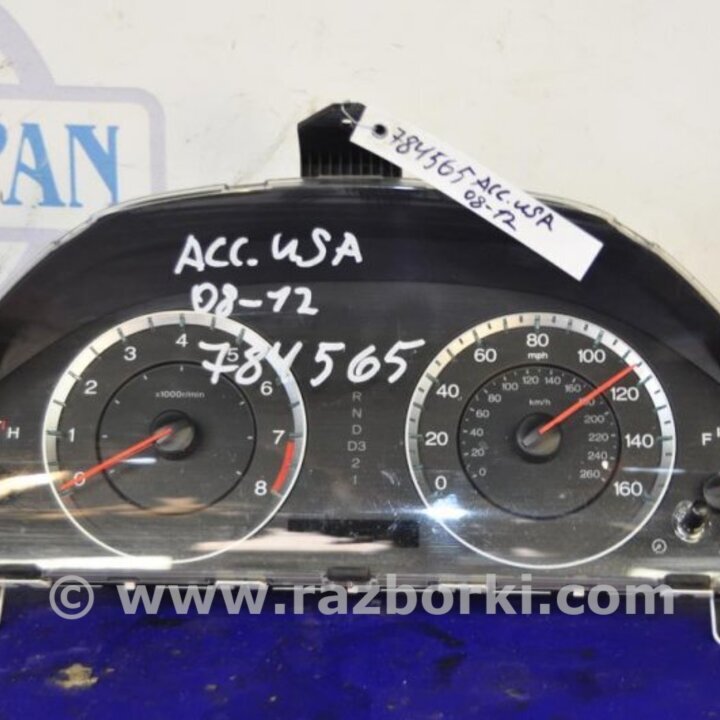 PAN
784565 ACC. USA
08-12
ACC. USA
08-12
784565
0 1 2 3 4 5 6 7 8
x1000r/min
H
R
N
D
D3
2
1
0 20 40 60 80 100 120 140 160
mph
0 20 40 60 80 100 120 140 160 180 200 220 240 260
km/h
F
© www.razborki.com